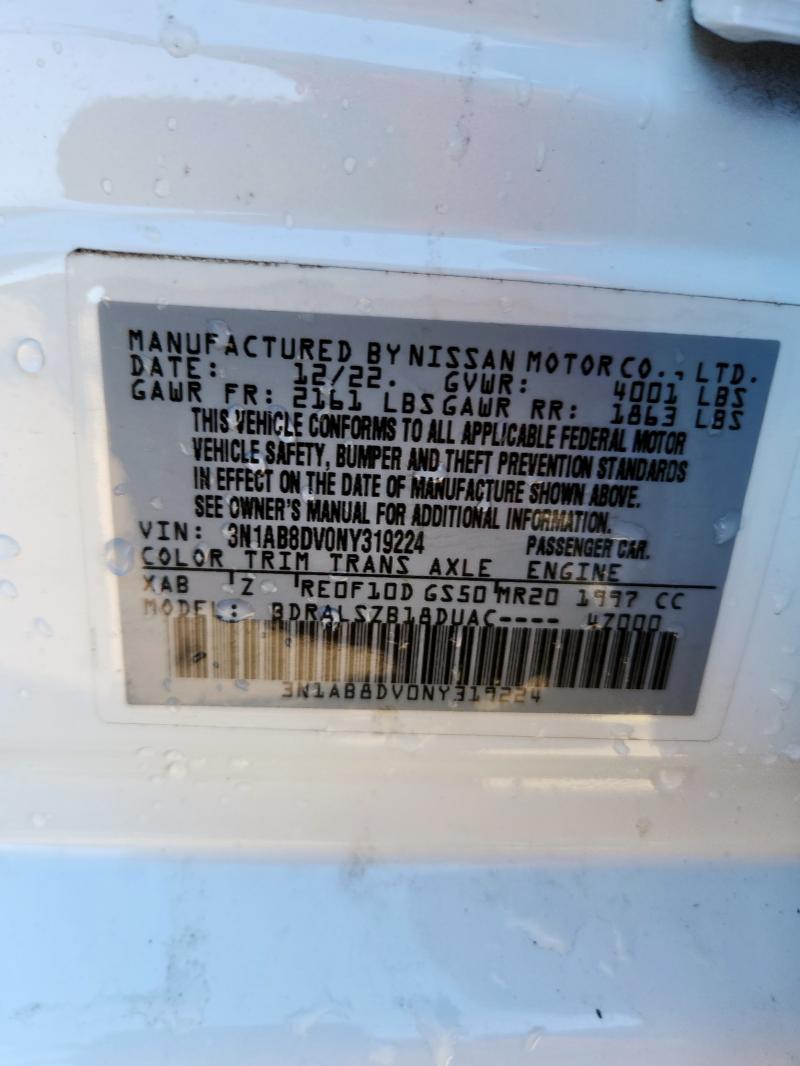 MANUFACTURED BY NISSAN MOTOR CO., LTD.
DATE: 12/22. GVWR: 4001 LBS
GAWR FR: 2161 LBS GAWR RR: 1863 LBS
THIS VEHICLE CONFORMS TO ALL APPLICABLE FEDERAL MOTOR
VEHICLE SAFETY, BUMPER AND THEFT PREVENTION STANDARDS
IN EFFECT ON THE DATE OF MANUFACTURE SHOWN ABOVE.
SEE OWNER'S MANUAL FOR ADDITIONAL INFORMATION.
VIN: 3N1AB8DV0NY319224 PASSENGER CAR.
COLOR TRIM TRANS AXLE ENGINE
XAB Z RE0F10D GS50 MR20 1997 CC
MODEL: BDRALSZB18DUAC---- 47000
3N1AB8DV0NY319224